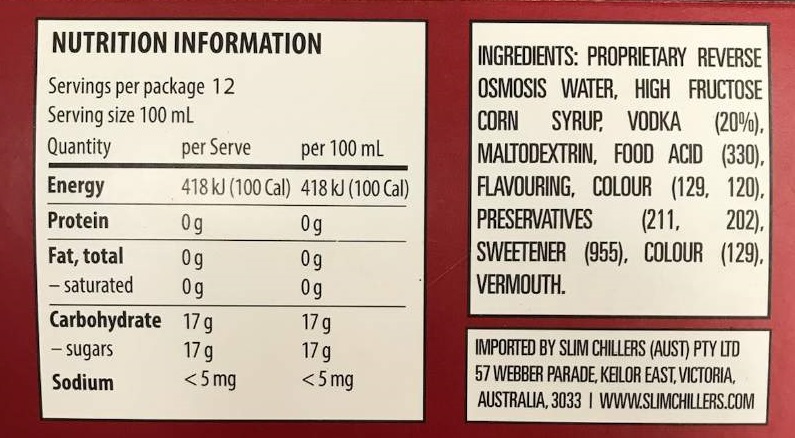 NUTRITION INFORMATION
Servings per package 12
Serving size 100 mL
Quantity per Serve per 100 mL
Energy 418 kJ (100 Cal) 418 kJ (100 Cal)
Protein 0 g 0 g
Fat, total 0 g 0 g
– saturated 0 g 0 g
Carbohydrate 17 g 17 g
– sugars 17 g 17 g
Sodium <5 mg <5 mg
INGREDIENTS: PROPRIETARY REVERSE
OSMOSIS WATER, HIGH FRUCTOSE
CORN SYRUP, VODKA (20%),
MALTODEXTRIN, FOOD ACID (330),
FLAVOURING, COLOUR (129, 120),
PRESERVATIVES (211, 202),
SWEETENER (955), COLOUR (129),
VERMOUTH.
IMPORTED BY SLIM CHILLERS (AUST) PTY LTD
57 WEBBER PARADE, KEILOR EAST, VICTORIA,
AUSTRALIA, 3033 | WWW.SLIMCHILLERS.COM